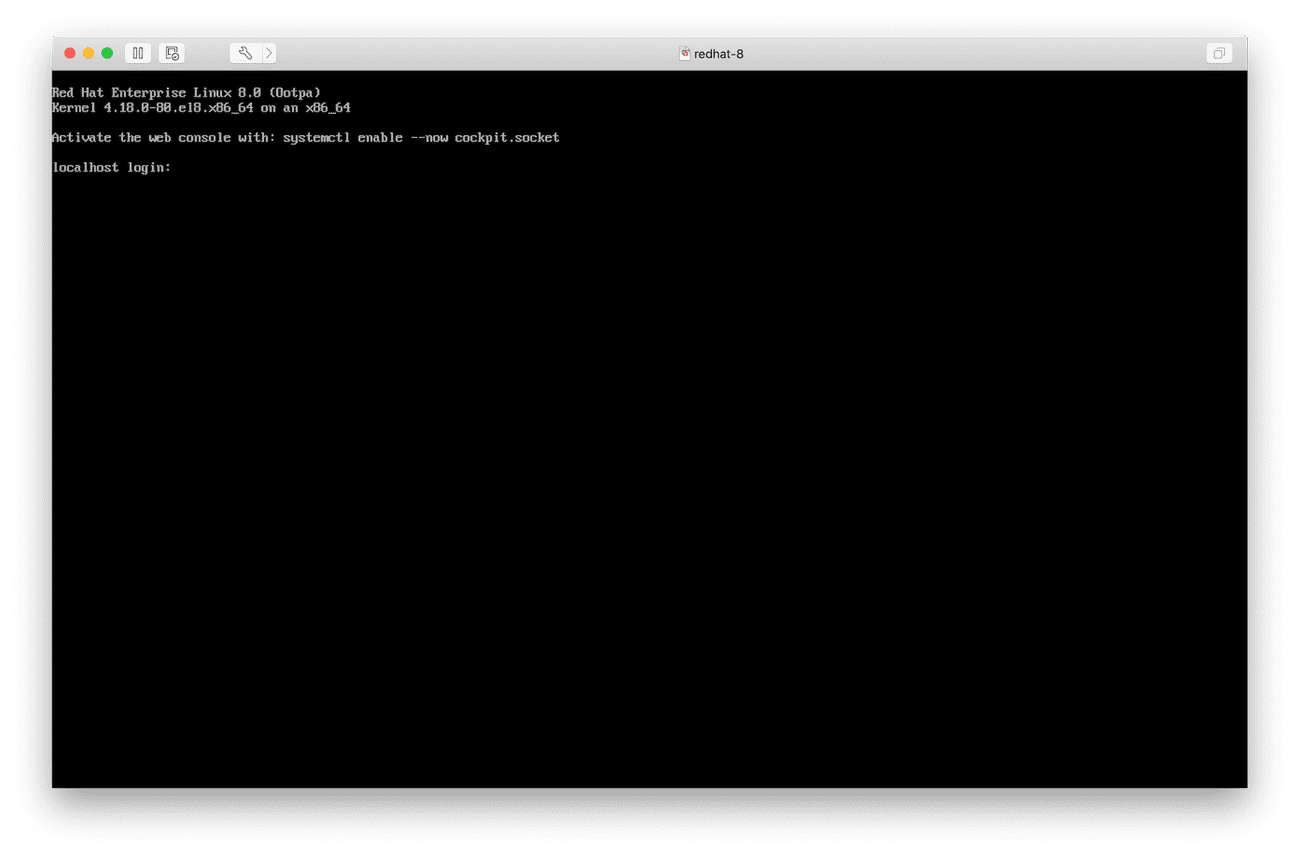 redhat-8
Red Hat Enterprise Linux 8.0 (Ootpa)
Kernel 4.18.0-80.el8.x86_64 on an x86_64
Activate the web console with: systemctl enable --now cockpit.socket
localhost login: